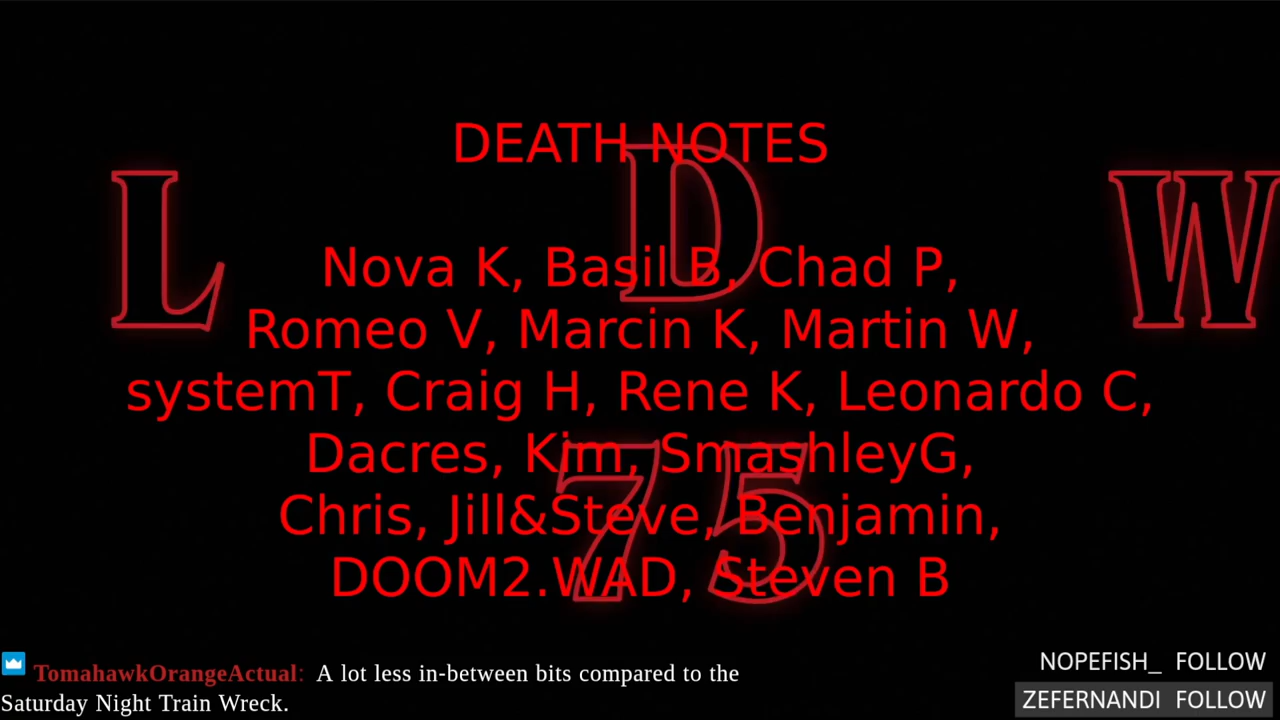 DEATH NOTES
L D W
Nova K, Basil B, Chad P,
Romeo V, Marcin K, Martin W,
systemT, Craig H, Rene K, Leonardo C,
Dacres, Kim, SmashleyG,
75
Chris, Jill&Steve, Benjamin,
DOOM2.WAD, Steven B
TomahawkOrangeActual: A lot less in-between bits compared to the
Saturday Night Train Wreck.
NOPEFISH_ FOLLOW
ZEFERNANDI FOLLOW